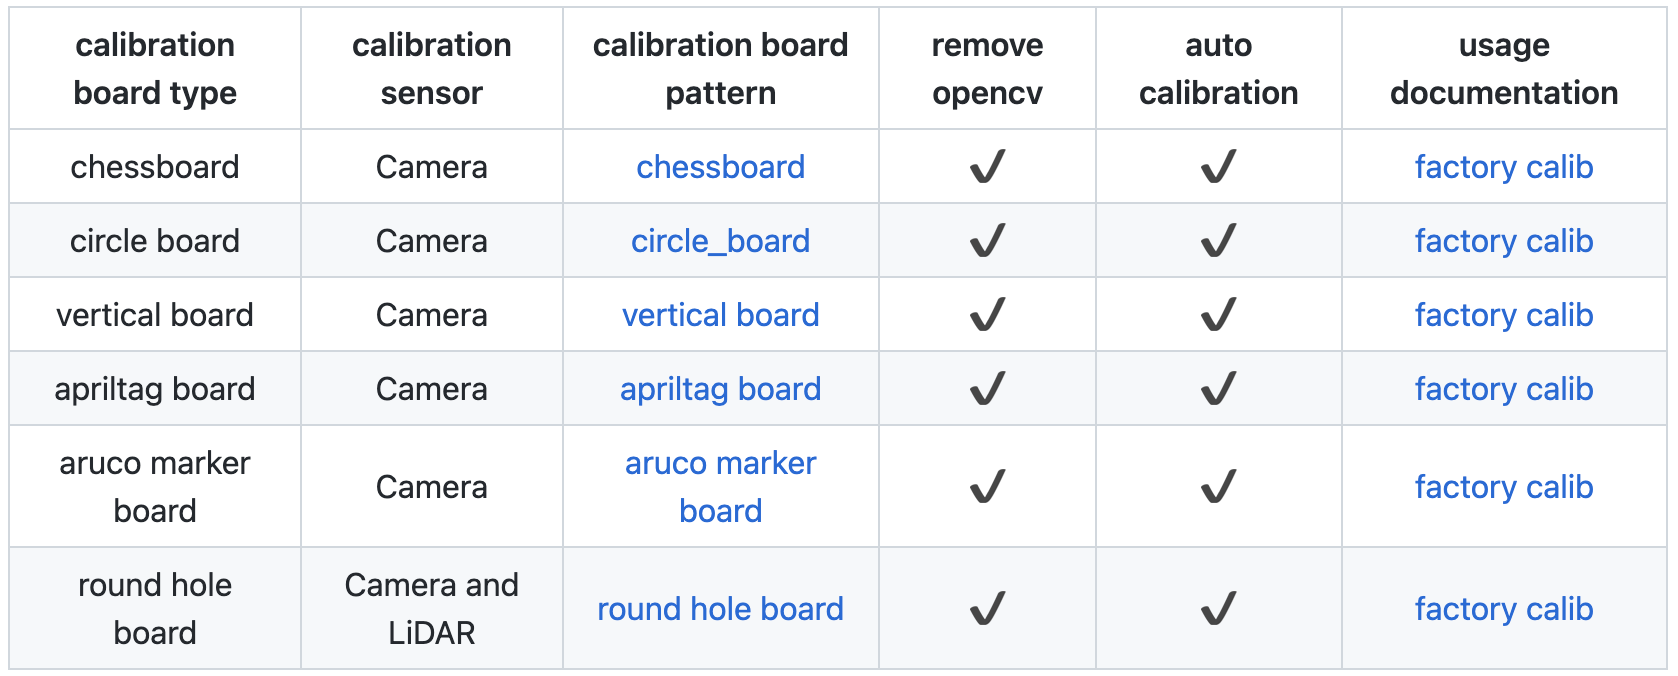 calibration board type calibration sensor calibration board pattern remove opencv auto calibration usage documentation
chessboard Camera chessboard ✔ ✔ factory calib
circle board Camera circle_board ✔ ✔ factory calib
vertical board Camera vertical board ✔ ✔ factory calib
apriltag board Camera apriltag board ✔ ✔ factory calib
aruco marker board Camera aruco marker board ✔ ✔ factory calib
round hole board Camera and LiDAR round hole board ✔ ✔ factory calib